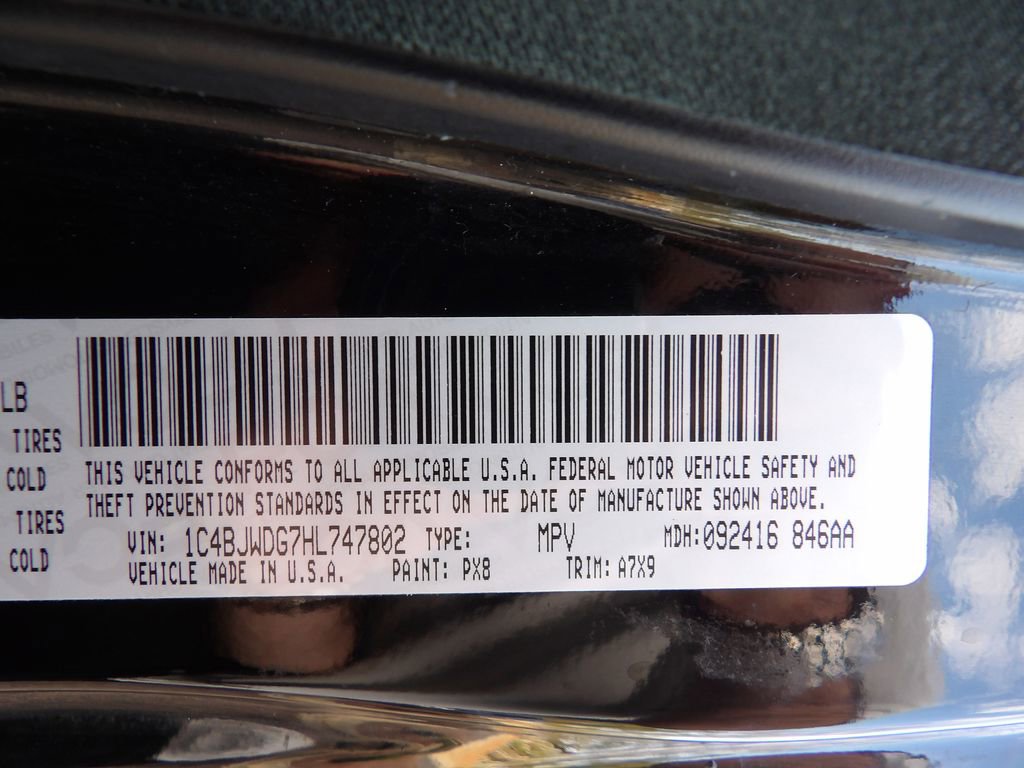 LB
TIRES
COLD
TIRES
COLD
THIS VEHICLE CONFORMS TO ALL APPLICABLE U.S.A. FEDERAL MOTOR VEHICLE SAFETY AND
THEFT PREVENTION STANDARDS IN EFFECT ON THE DATE OF MANUFACTURE SHOWN ABOVE.
VIN: 1C4BJWDG7HL747802 TYPE: MPV MDH:092416 846AA
VEHICLE MADE IN U.S.A. PAINT: PX8 TRIM: A7X9